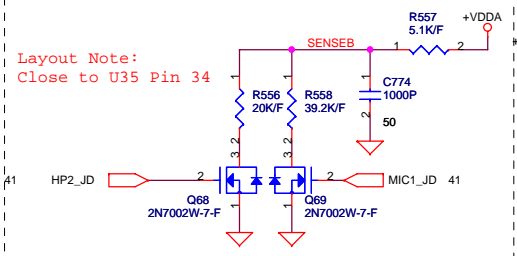 R557
5.1K/F
+VDDA
SENSEB
1
2
Layout Note:
Close to U35 Pin 34
1
1
1
R556
20K/F
R558
39.2K/F
C774
1000P
2
50
3 2
3 2
41
HP2_JD
2
2
MIC1_JD
41
1
1
Q68
2N7002W-7-F
Q69
2N7002W-7-F